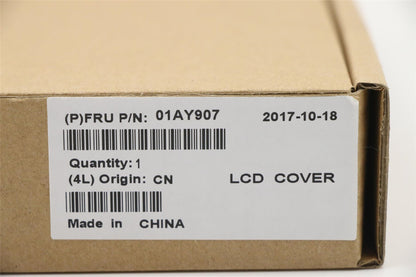 (P)FRU P/N: 01AY907 2017-10-18
Quantity: 1
(4L) Origin: CN LCD COVER
Made in CHINA